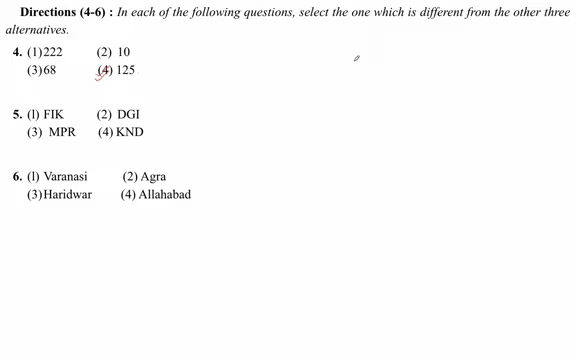 Directions (4-6) : In each of the following questions, select the one which is different from the other three
alternatives.
4. (1)222 (2) 10
(3)68 (4) 125
5. (l) FIK (2) DGI
(3) MPR (4) KND
6. (l) Varanasi (2) Agra
(3)Haridwar (4) Allahabad